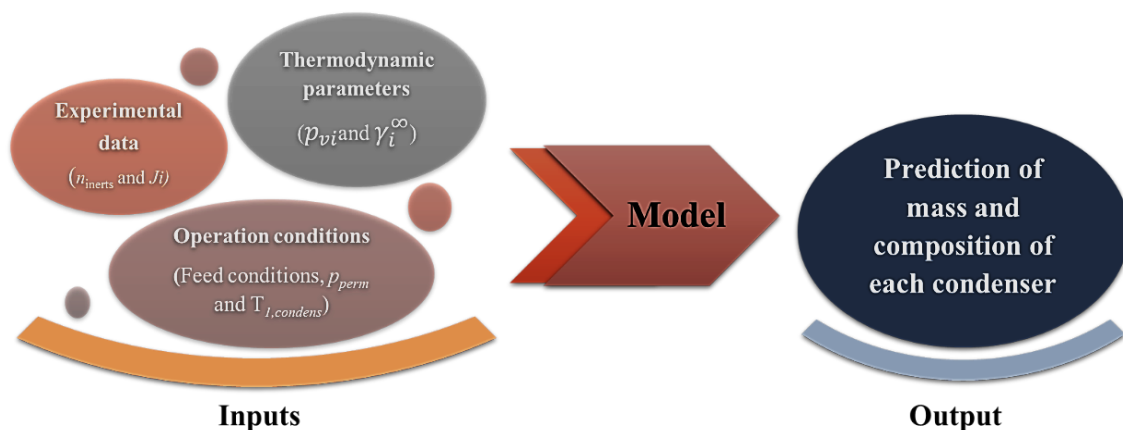 Experimental
data
(n_inerts and Ji)
Thermodynamic
parameters
(p_vi and γ_i^∞)
Operation conditions
(Feed conditions, p_perm
and T_1,condens)
Inputs
Model
Prediction of
mass and
composition of
each condenser
Output